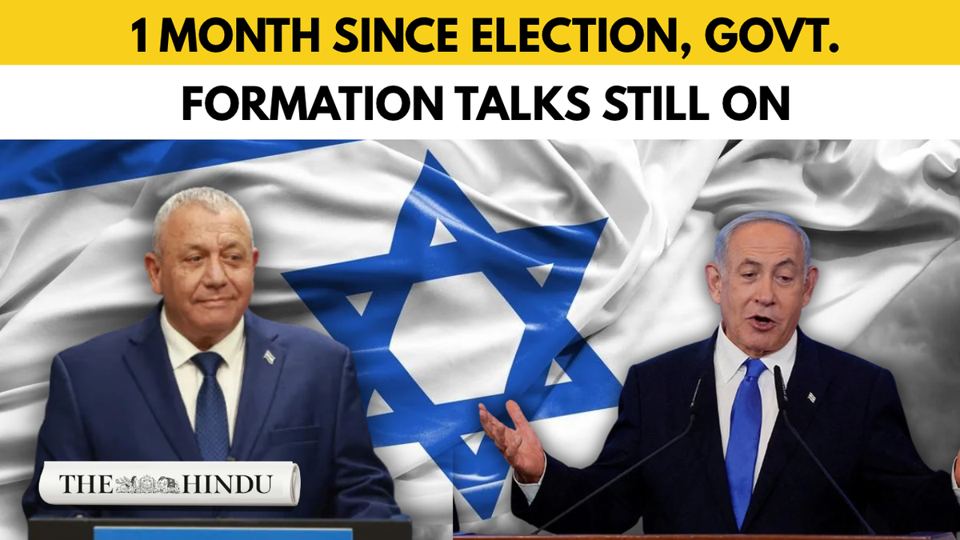 1 MONTH SINCE ELECTION, GOVT.
FORMATION TALKS STILL ON
THE HINDU